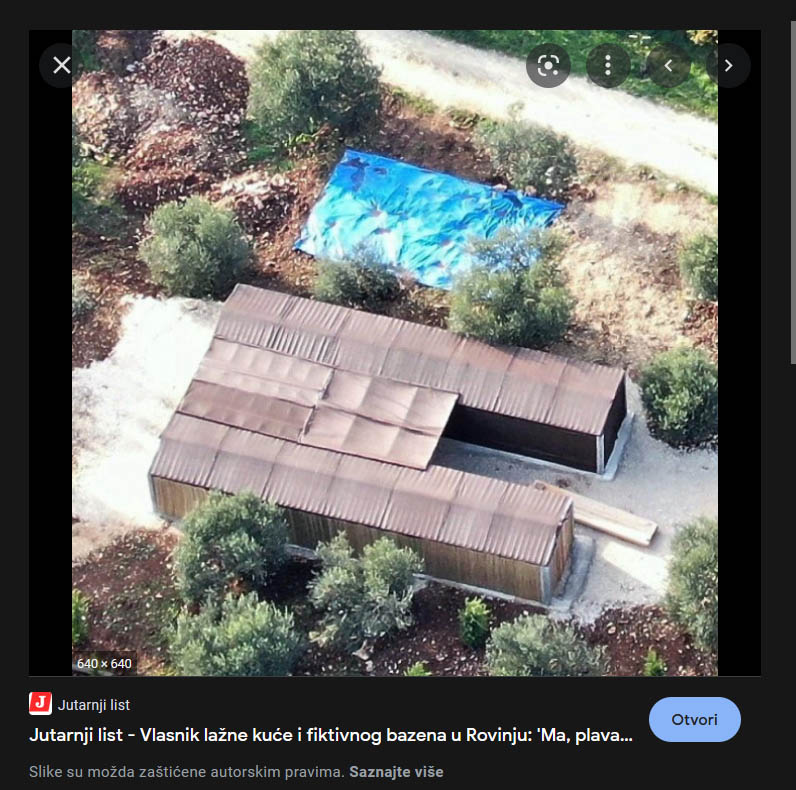 640 × 640
J Jutarnji list
Jutarnji list - Vlasnik lažne kuće i fiktivnog bazena u Rovinju: 'Ma, plava...
Otvori
Slike su možda zaštićene autorskim pravima. Saznajte više